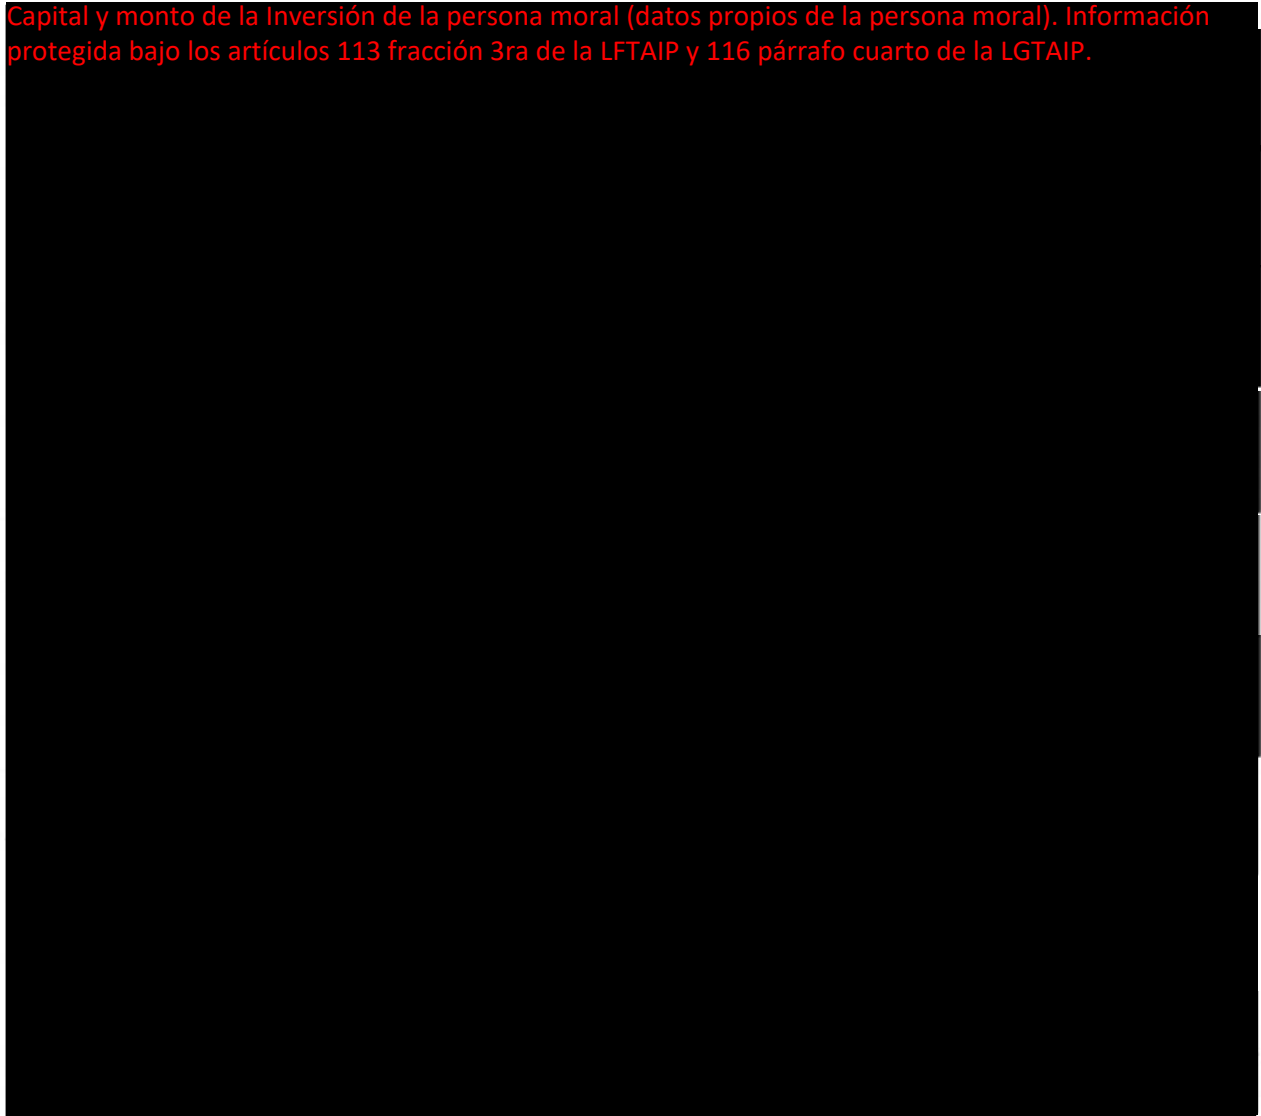 Capital y monto de la Inversión de la persona moral (datos propios de la persona moral). Información
protegida bajo los artículos 113 fracción 3ra de la LFTAIP y 116 párrafo cuarto de la LGTAIP.